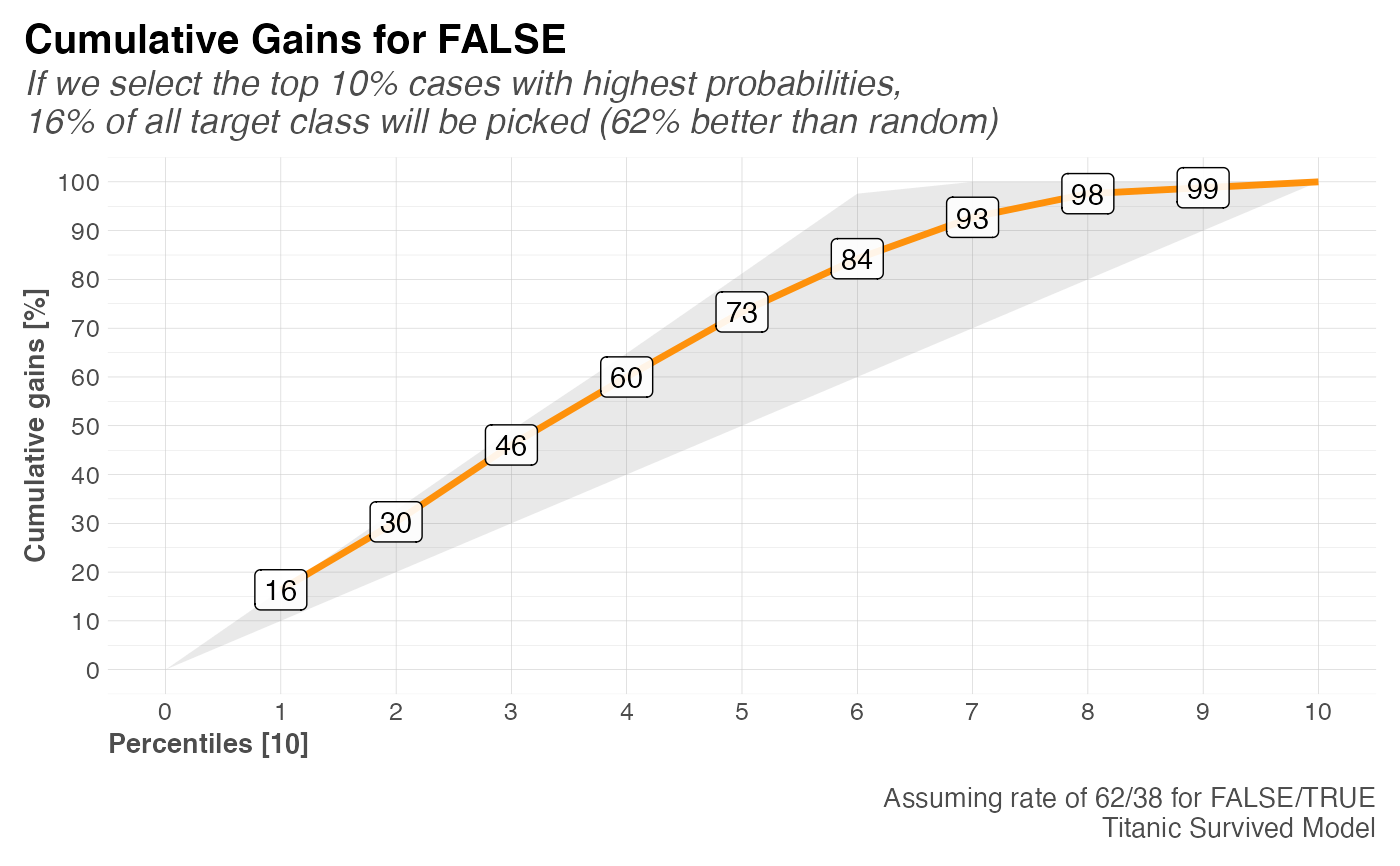 Cumulative Gains for FALSE
If we select the top 10% cases with highest probabilities,
16% of all target class will be picked (62% better than random)
Cumulative gains [%]
100
90
80
70
60
50
40
30
20
10
0
16
30
46
60
73
84
93
98
99
0 1 2 3 4 5 6 7 8 9 10
Percentiles [10]
Assuming rate of 62/38 for FALSE/TRUE
Titanic Survived Model